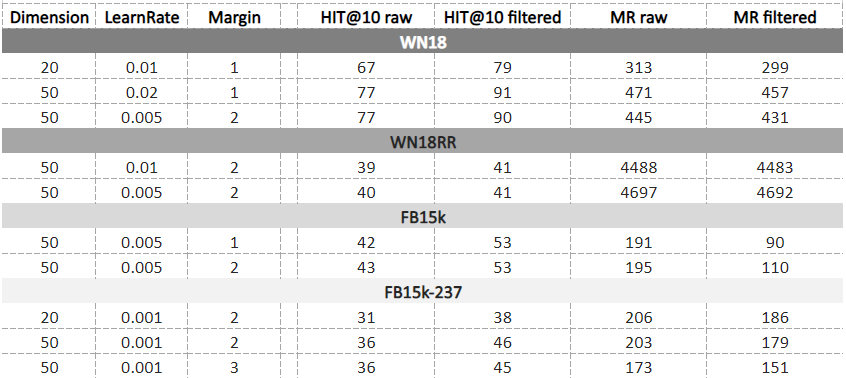 Dimension LearnRate Margin HIT@10 raw HIT@10 filtered MR raw MR filtered
WN18
20 0.01 1 67 79 313 299
50 0.02 1 77 91 471 457
50 0.005 2 77 90 445 431
WN18RR
50 0.01 2 39 41 4488 4483
50 0.005 2 40 41 4697 4692
FB15k
50 0.005 1 42 53 191 90
50 0.005 2 43 53 195 110
FB15k-237
20 0.001 2 31 38 206 186
50 0.001 2 36 46 203 179
50 0.001 3 36 45 173 151